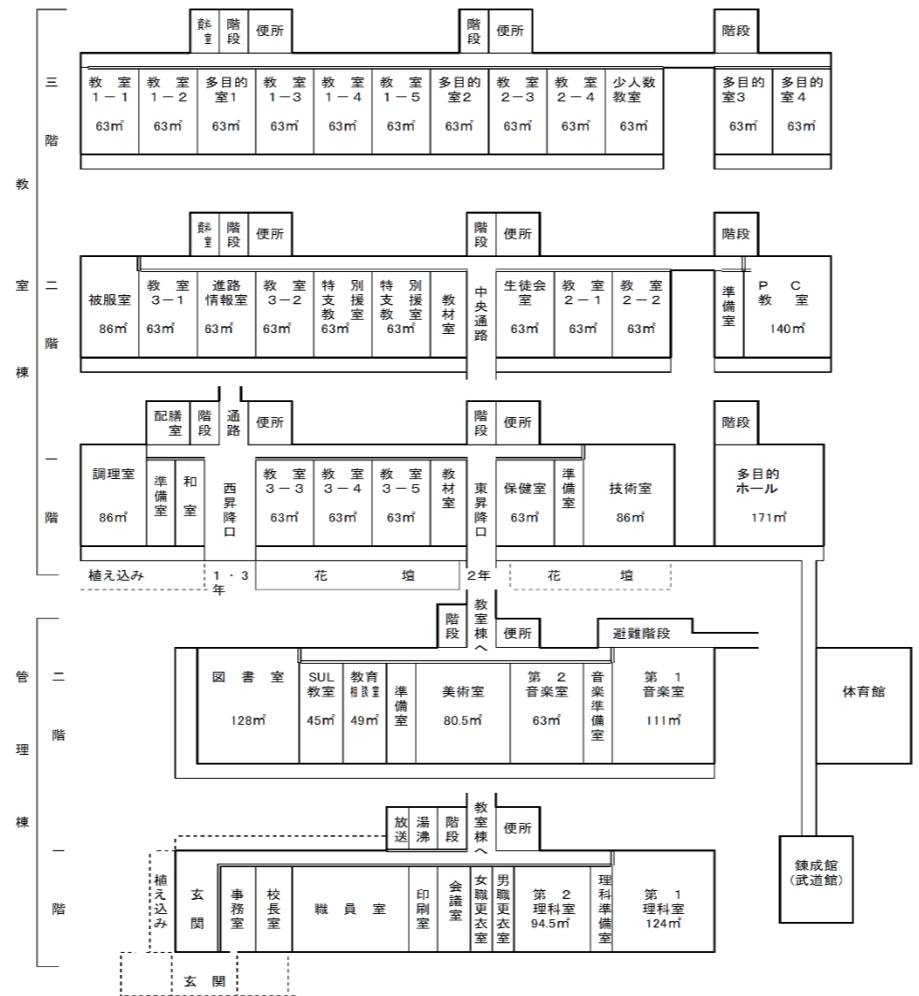 教室棟
三階
資料室 階段 便所 階段 便所 階段
教室1－1 63㎡
教室1－2 63㎡
多目的室1 63㎡
教室1－3 63㎡
教室1－4 63㎡
教室1－5 63㎡
多目的室2 63㎡
教室2－3 63㎡
教室2－4 63㎡
少人数教室 63㎡
多目的室3 63㎡
多目的室4 63㎡
二階
資料室 階段 便所 階段 便所 階段
被服室 86㎡
教室3－1 63㎡
進路情報室 63㎡
教室3－2 63㎡
特別支援教室 63㎡
特別支援教室 63㎡
教材室
中央通路
生徒会室 63㎡
教室2－1 63㎡
教室2－2 63㎡
準備室
PC教室 140㎡
一階
配膳室 階段 通路 便所 階段 便所 階段
調理室 86㎡
準備室
和室
西昇降口
教室3－3 63㎡
教室3－4 63㎡
教室3－5 63㎡
教材室
東昇降口
保健室 63㎡
準備室
技術室 86㎡
多目的ホール 171㎡
植え込み 1・3年 花壇 2年 花壇
管理棟
二階
階段 教室棟へ 便所 避難階段
図書室 128㎡
SUL教室 45㎡
教育相談室 49㎡
準備室
美術室 80.5㎡
第2音楽室 63㎡
音楽準備室
第1音楽室 111㎡
体育館
一階
放送 湯沸 階段 教室棟へ 便所
植え込み
玄関
事務室
校長室
職員室
印刷室
会議室
女職更衣室
男職更衣室
第2理科室 94.5㎡
理科準備室
第1理科室 124㎡
錬成館
(武道館)
玄関